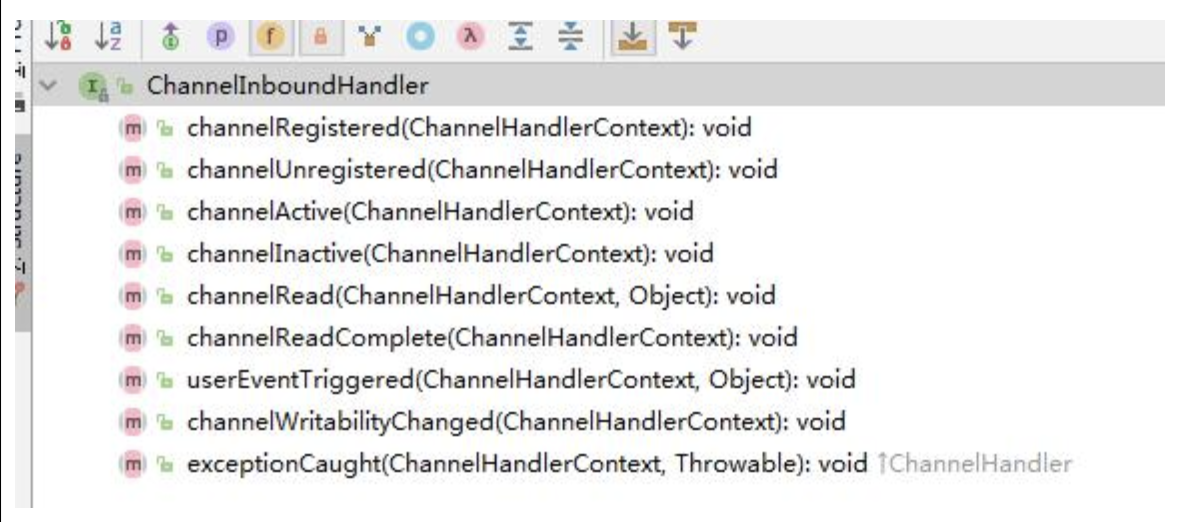 ChannelInboundHandler
channelRegistered(ChannelHandlerContext): void
channelUnregistered(ChannelHandlerContext): void
channelActive(ChannelHandlerContext): void
channelInactive(ChannelHandlerContext): void
channelRead(ChannelHandlerContext, Object): void
channelReadComplete(ChannelHandlerContext): void
userEventTriggered(ChannelHandlerContext, Object): void
channelWritabilityChanged(ChannelHandlerContext): void
exceptionCaught(ChannelHandlerContext, Throwable): void ↑ChannelHandler